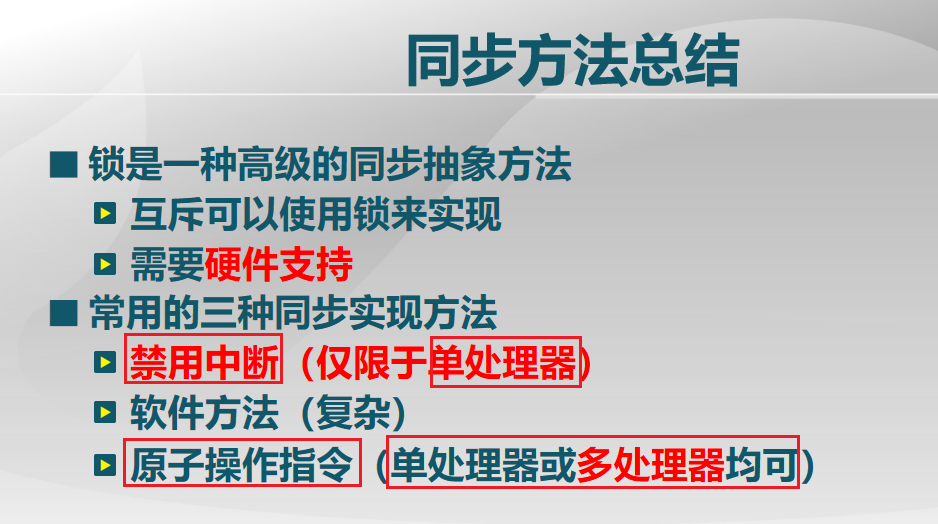 同步方法总结
锁是一种高级的同步抽象方法
互斥可以使用锁来实现
需要硬件支持
常用的三种同步实现方法
禁用中断（仅限于单处理器）
软件方法（复杂）
原子操作指令（单处理器或多处理器均可）